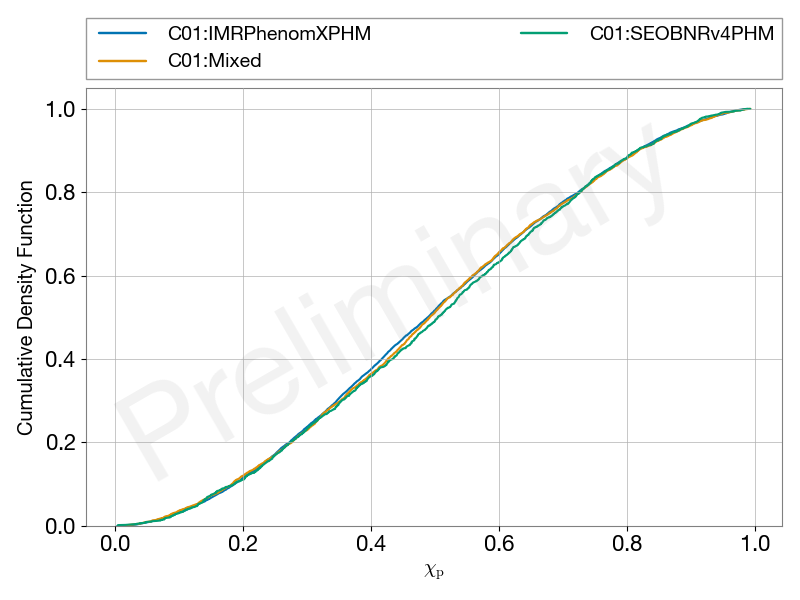 C01:IMRPhenomXPHM
C01:Mixed
C01:SEOBNRv4PHM
1.0
0.8
0.6
0.4
0.2
0.0
Cumulative Density Function
Preliminary
0.0 0.2 0.4 0.6 0.8 1.0
χp